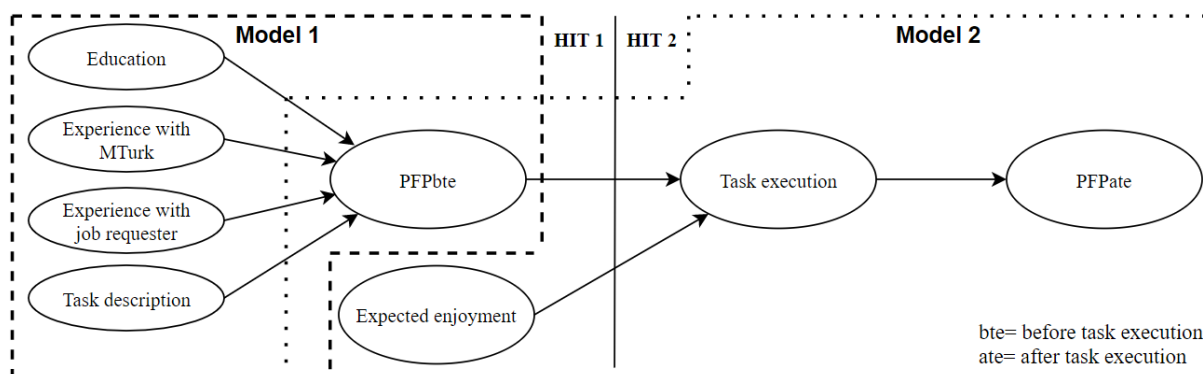 Model 1
HIT 1
HIT 2
Model 2
Education
Experience with
MTurk
Experience with
job requester
Task description
PFPbte
Expected enjoyment
Task execution
PFPate
bte= before task execution
ate= after task execution